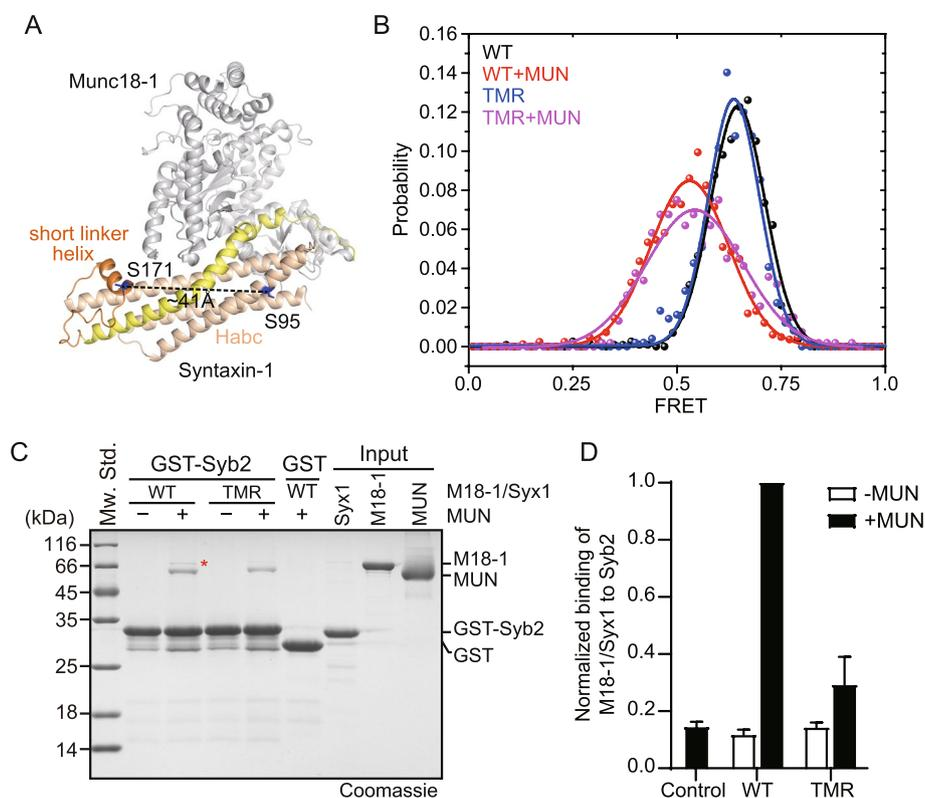 A
Munc18-1
short linker
helix
S171
~41Å
S95
Habc
Syntaxin-1
B
0.16
0.14
0.12
0.10
0.08
0.06
0.04
0.02
0.00
Probability
WT
WT+MUN
TMR
TMR+MUN
0.0
0.25
0.5
0.75
1.0
FRET
C
Mw. Std.
GST-Syb2
GST
Input
WT
TMR
WT
Syx1
M18-1
MUN
M18-1/Syx1
− + − + + MUN
(kDa)
116
66
45
35
25
18
14
*
M18-1
MUN
GST-Syb2
GST
Coomassie
D
Normalized binding of
M18-1/Syx1 to Syb2
1.0
0.8
0.6
0.4
0.2
0
-MUN
+MUN
Control
WT
TMR